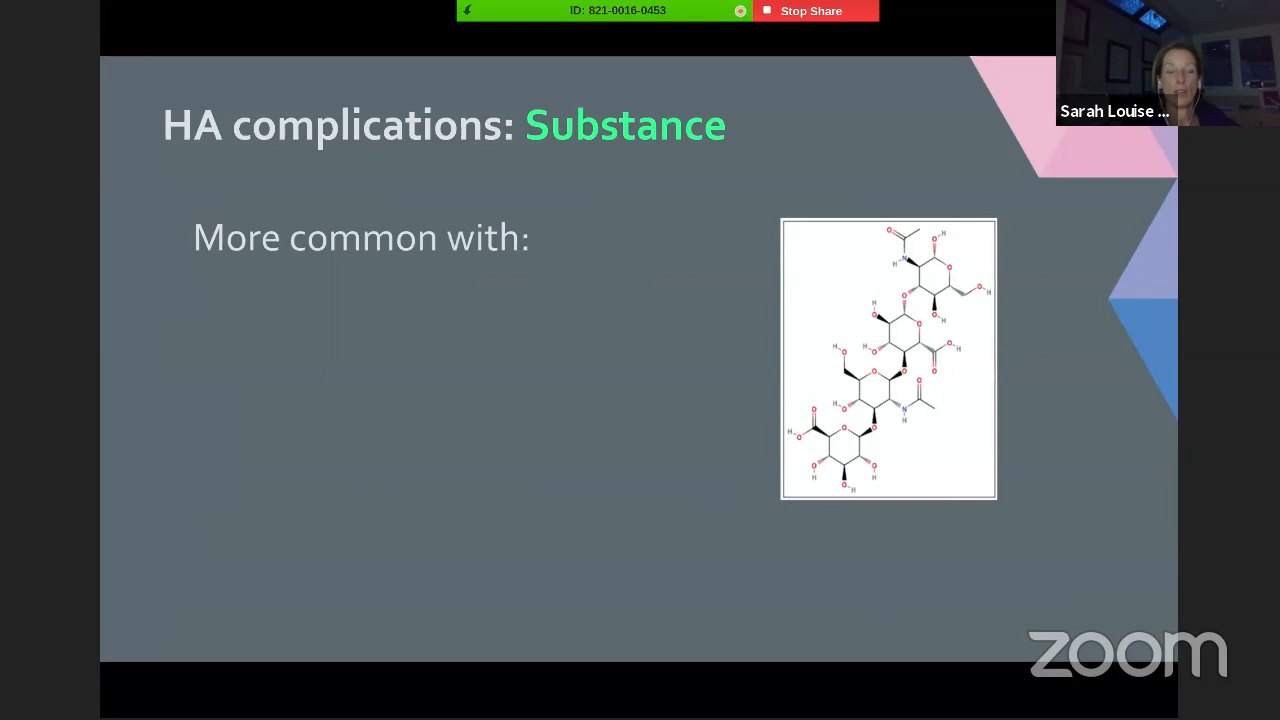 ID: 821-0016-0453
Stop Share
Sarah Louise ...
HA complications: Substance
More common with:
zoom